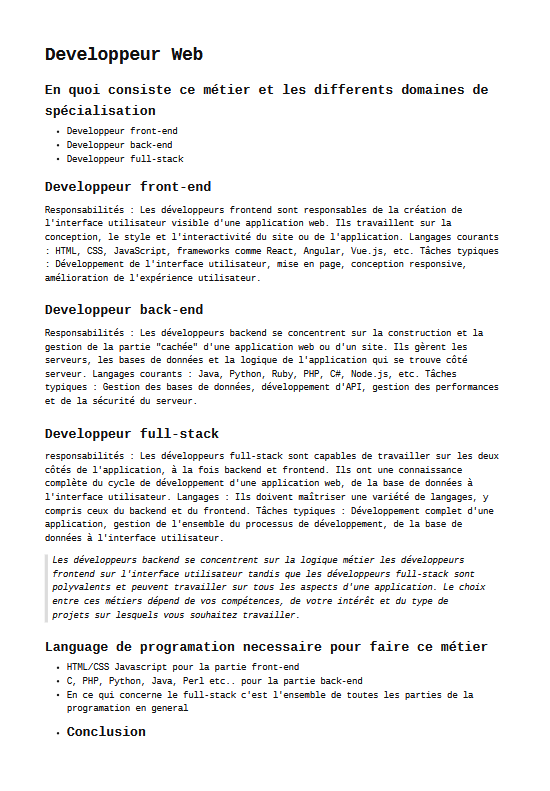 Developpeur Web
En quoi consiste ce métier et les differents domaines de
spécialisation
• Developpeur front-end
• Developpeur back-end
• Developpeur full-stack
Developpeur front-end
Responsabilités : Les développeurs frontend sont responsables de la création de
l'interface utilisateur visible d'une application web. Ils travaillent sur la
conception, le style et l'interactivité du site ou de l'application. Langages courants
: HTML, CSS, JavaScript, frameworks comme React, Angular, Vue.js, etc. Tâches typiques
: Développement de l'interface utilisateur, mise en page, conception responsive,
amélioration de l'expérience utilisateur.
Developpeur back-end
Responsabilités : Les développeurs backend se concentrent sur la construction et la
gestion de la partie "cachée" d'une application web ou d'un site. Ils gèrent les
serveurs, les bases de données et la logique de l'application qui se trouve côté
serveur. Langages courants : Java, Python, Ruby, PHP, C#, Node.js, etc. Tâches
typiques : Gestion des bases de données, développement d'API, gestion des performances
et de la sécurité du serveur.
Developpeur full-stack
responsabilités : Les développeurs full-stack sont capables de travailler sur les deux
côtés de l'application, à la fois backend et frontend. Ils ont une connaissance
complète du cycle de développement d'une application web, de la base de données à
l'interface utilisateur. Langages : Ils doivent maîtriser une variété de langages, y
compris ceux du backend et du frontend. Tâches typiques : Développement complet d'une
application, gestion de l'ensemble du processus de développement, de la base de
données à l'interface utilisateur.
Les développeurs backend se concentrent sur la logique métier les développeurs
frontend sur l'interface utilisateur tandis que les développeurs full-stack sont
polyvalents et peuvent travailler sur tous les aspects d'une application. Le choix
entre ces métiers dépend de vos compétences, de votre intérêt et du type de
projets sur lesquels vous souhaitez travailler.
Language de programation necessaire pour faire ce métier
• HTML/CSS Javascript pour la partie front-end
• C, PHP, Python, Java, Perl etc.. pour la partie back-end
• En ce qui concerne le full-stack c'est l'ensemble de toutes les parties de la
programation en general
• Conclusion